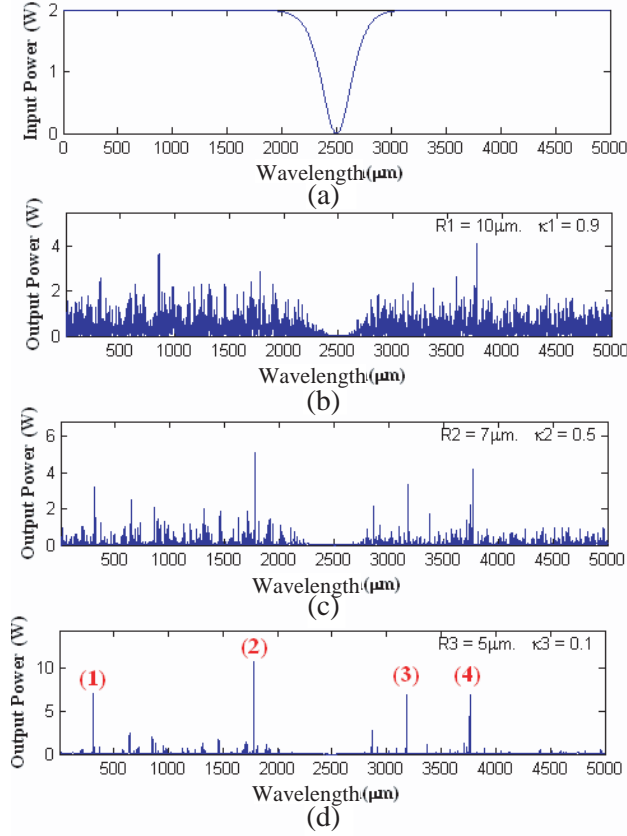 Input Power (W)
2
1
0
0 500 1000 1500 2000 2500 3000 3500 4000 4500 5000
Wavelength (μm)
(a)
Output Power (W)
R1 = 10μm. κ1 = 0.9
4
2
0
500 1000 1500 2000 2500 3000 3500 4000 4500 5000
Wavelength (μm)
(b)
Output Power (W)
R2 = 7μm. κ2 = 0.5
6
4
2
0
500 1000 1500 2000 2500 3000 3500 4000 4500 5000
Wavelength (μm)
(c)
Output Power (W)
R3 = 5μm. κ3 = 0.1
(1) (2) (3) (4)
10
5
0
500 1000 1500 2000 2500 3000 3500 4000 4500 5000
Wavelength (μm)
(d)